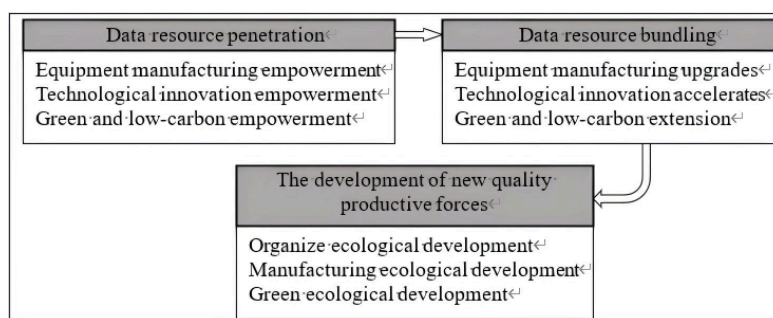 Data resource penetration
Equipment manufacturing empowerment
Technological innovation empowerment
Green and low-carbon empowerment
Data resource bundling
Equipment manufacturing upgrades
Technological innovation accelerates
Green and low-carbon extension
The development of new quality
productive forces
Organize ecological development
Manufacturing ecological development
Green ecological development